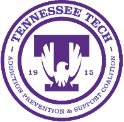 TENNESSEE TECH
T
19 15
ADDICTION PREVENTION & SUPPORT COALITION